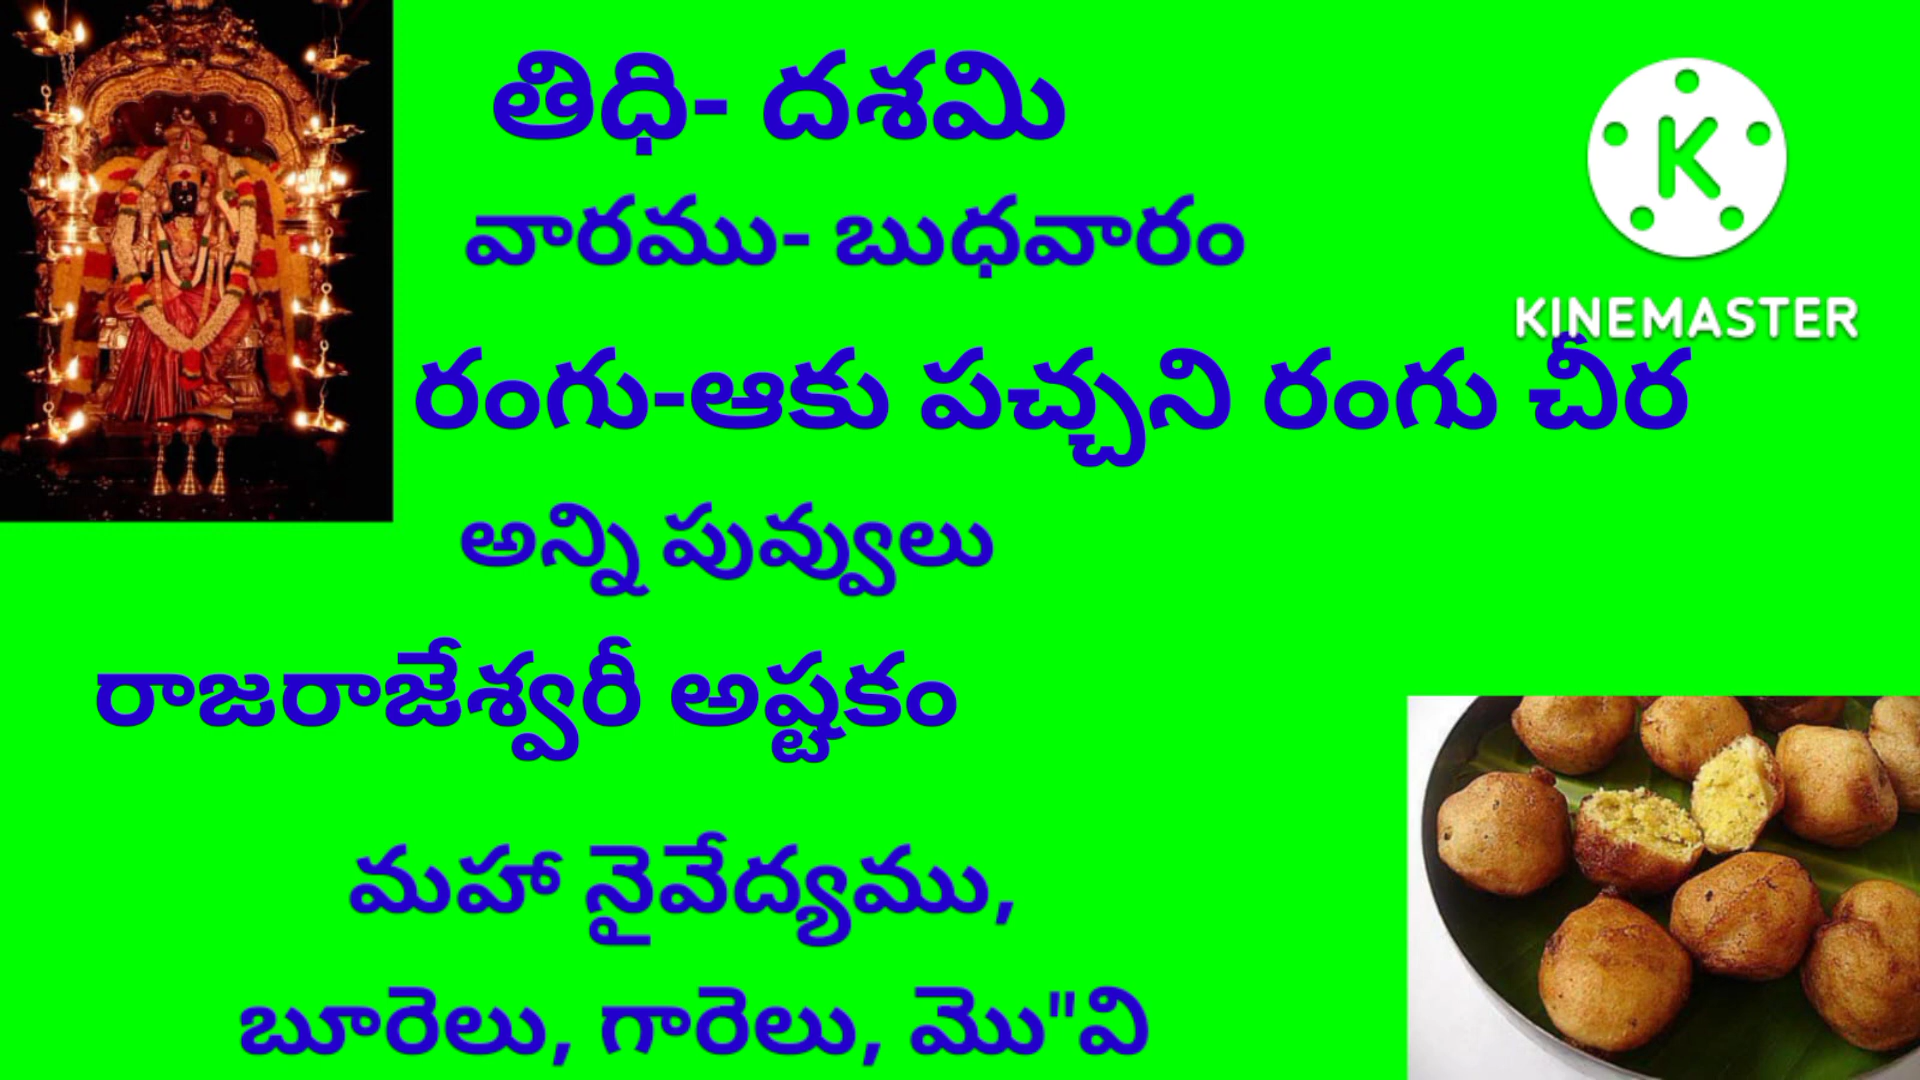 తిధి- దశమి
వారము- బుధవారం
K
KINEMASTER
రంగు-ఆకు పచ్చని రంగు చీర
అన్ని పువ్వులు
రాజరాజేశ్వరీ అష్టకం
మహా నైవేద్యము,
బూరెలు, గారెలు, మొ"వి